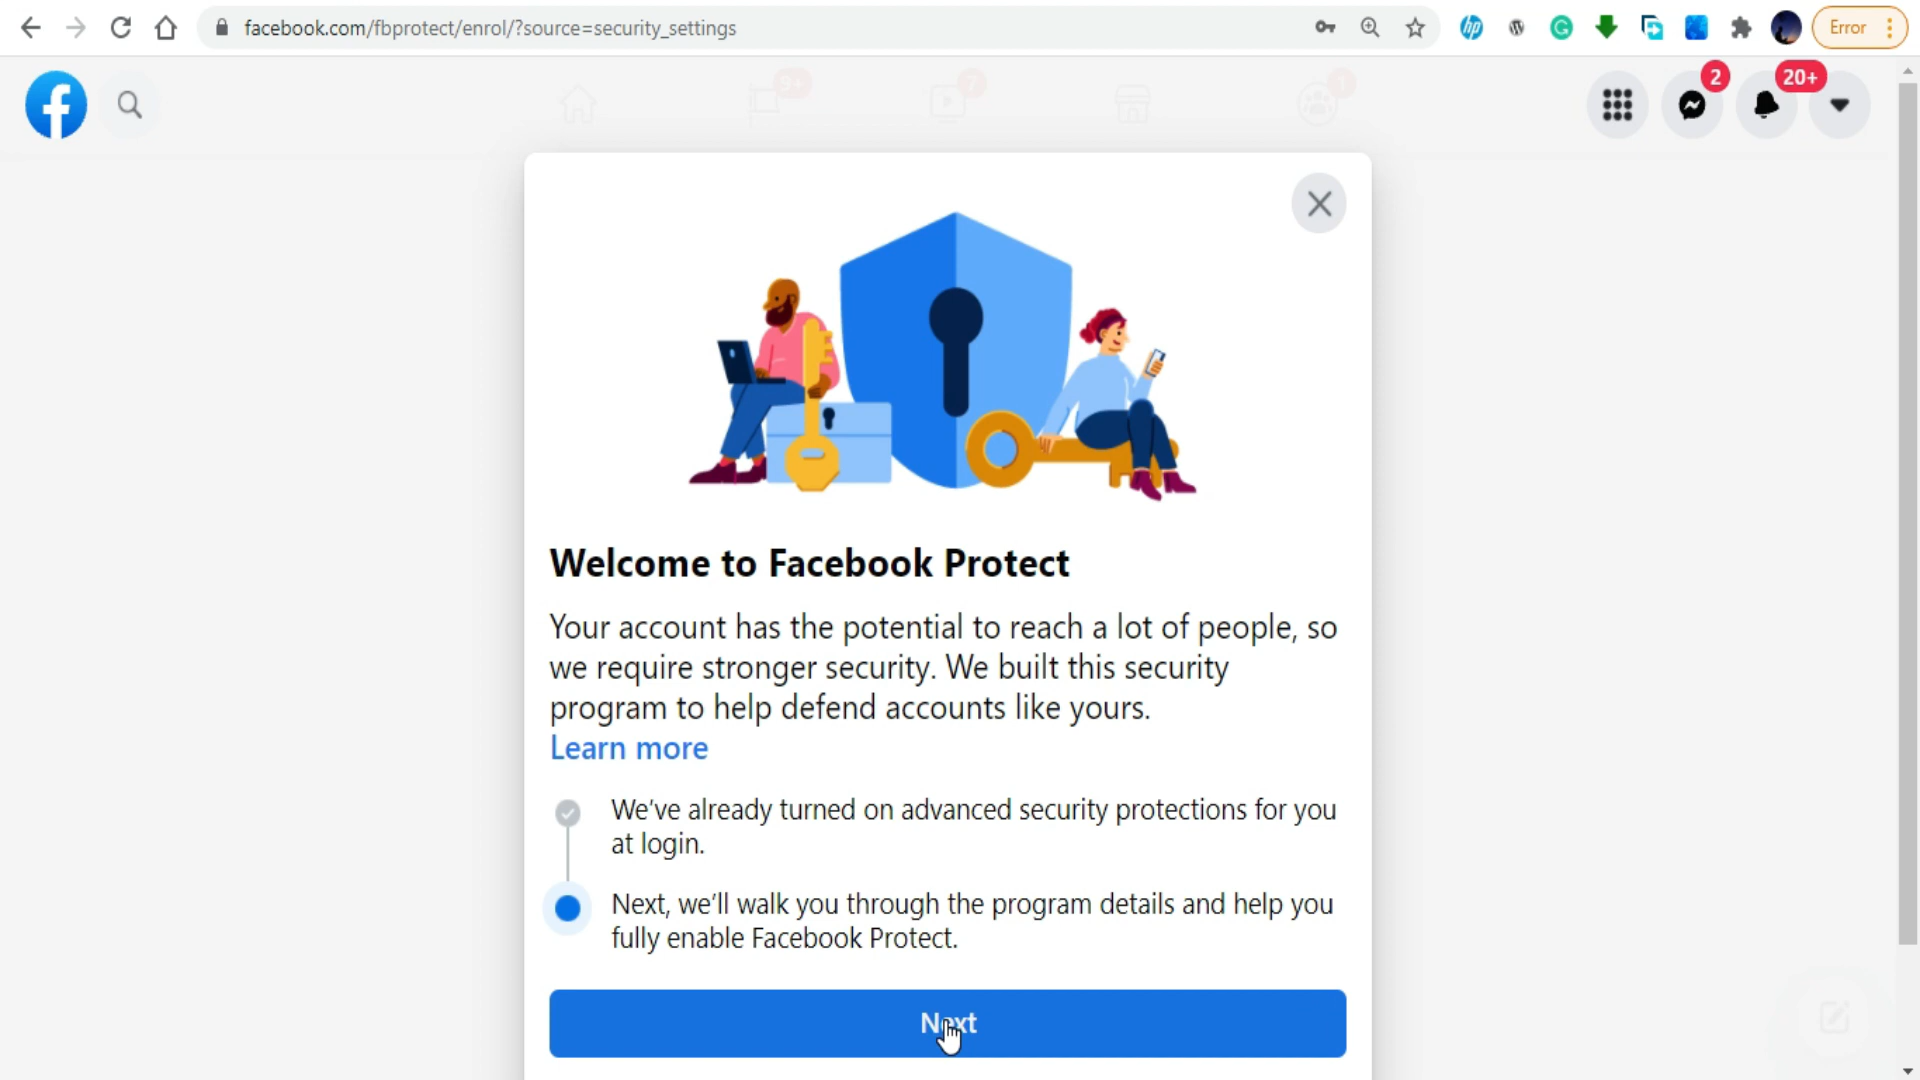 facebook.com/fbprotect/enrol/?source=security_settings
Error
9+
7
1
2
20+
Welcome to Facebook Protect
Your account has the potential to reach a lot of people, so
we require stronger security. We built this security
program to help defend accounts like yours.
Learn more
We've already turned on advanced security protections for you
at login.
Next, we'll walk you through the program details and help you
fully enable Facebook Protect.
Next